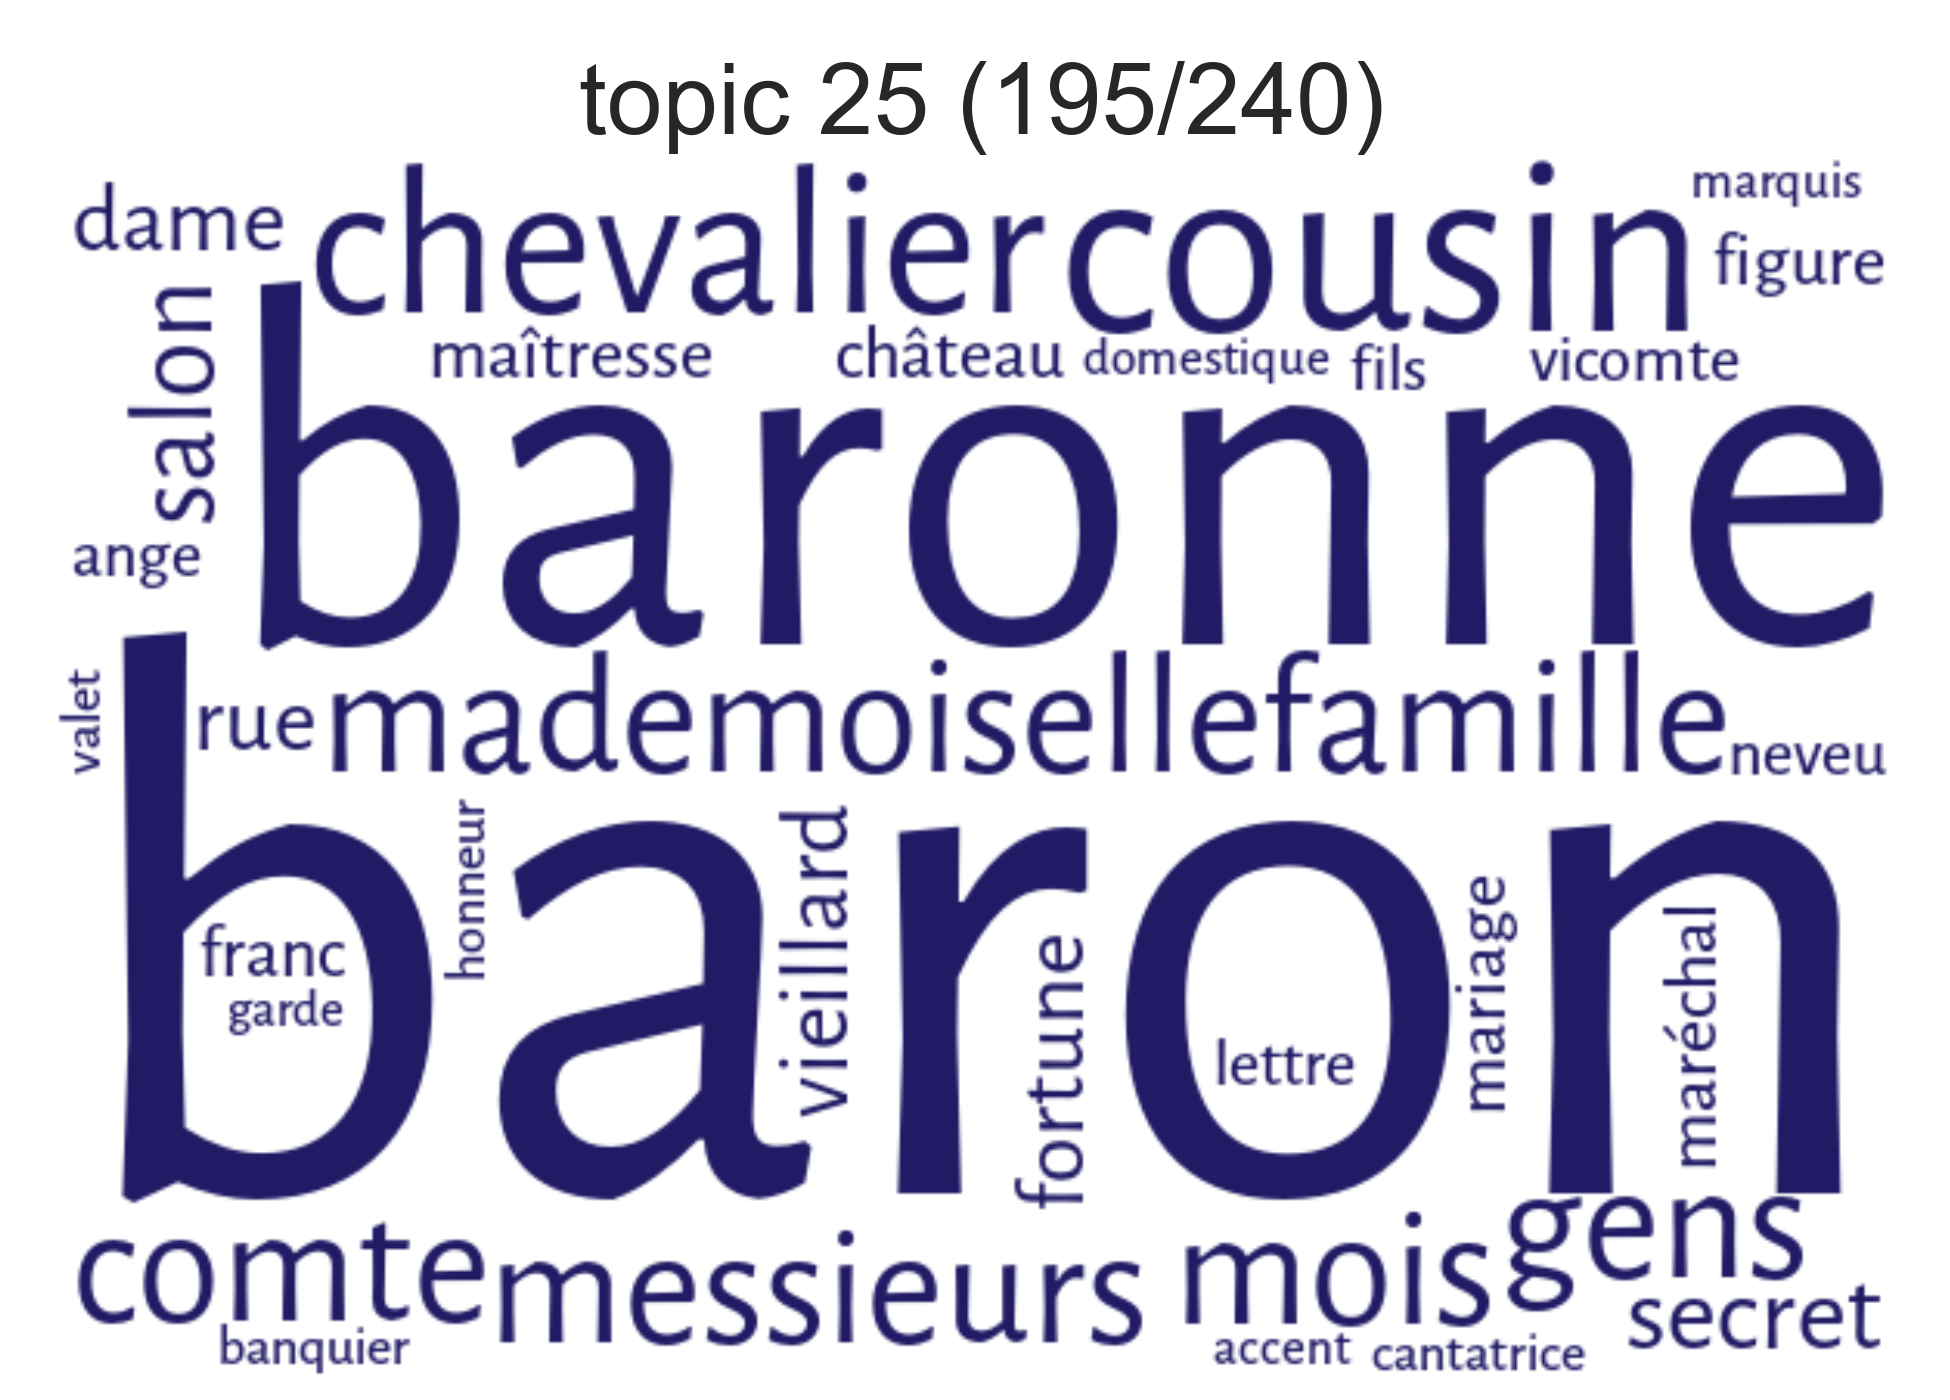 topic 25 (195/240)
dame chevalier cousin marquis
figure
salon maîtresse château domestique fils vicomte
baronne
ange
valet rue mademoiselle famille neveu
baron
honneur vieillard fortune mariage maréchal
franc
garde
lettre
comte messieurs mois gens
secret
banquier accent cantatrice